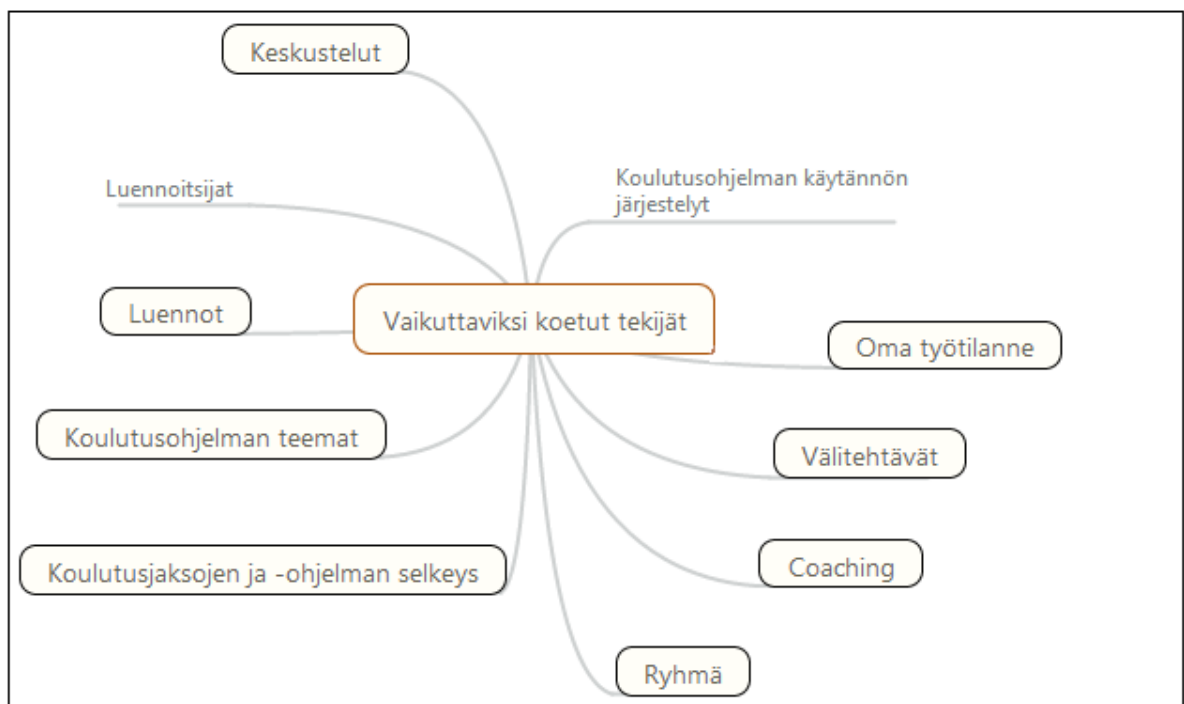 Keskustelut
Luennoitsijat
Koulutusohjelman käytännön
järjestelyt
Luennot
Vaikuttaviksi koetut tekijät
Oma työtilanne
Koulutusohjelman teemat
Välitehtävät
Koulutusjaksojen ja -ohjelman selkeys
Coaching
Ryhmä